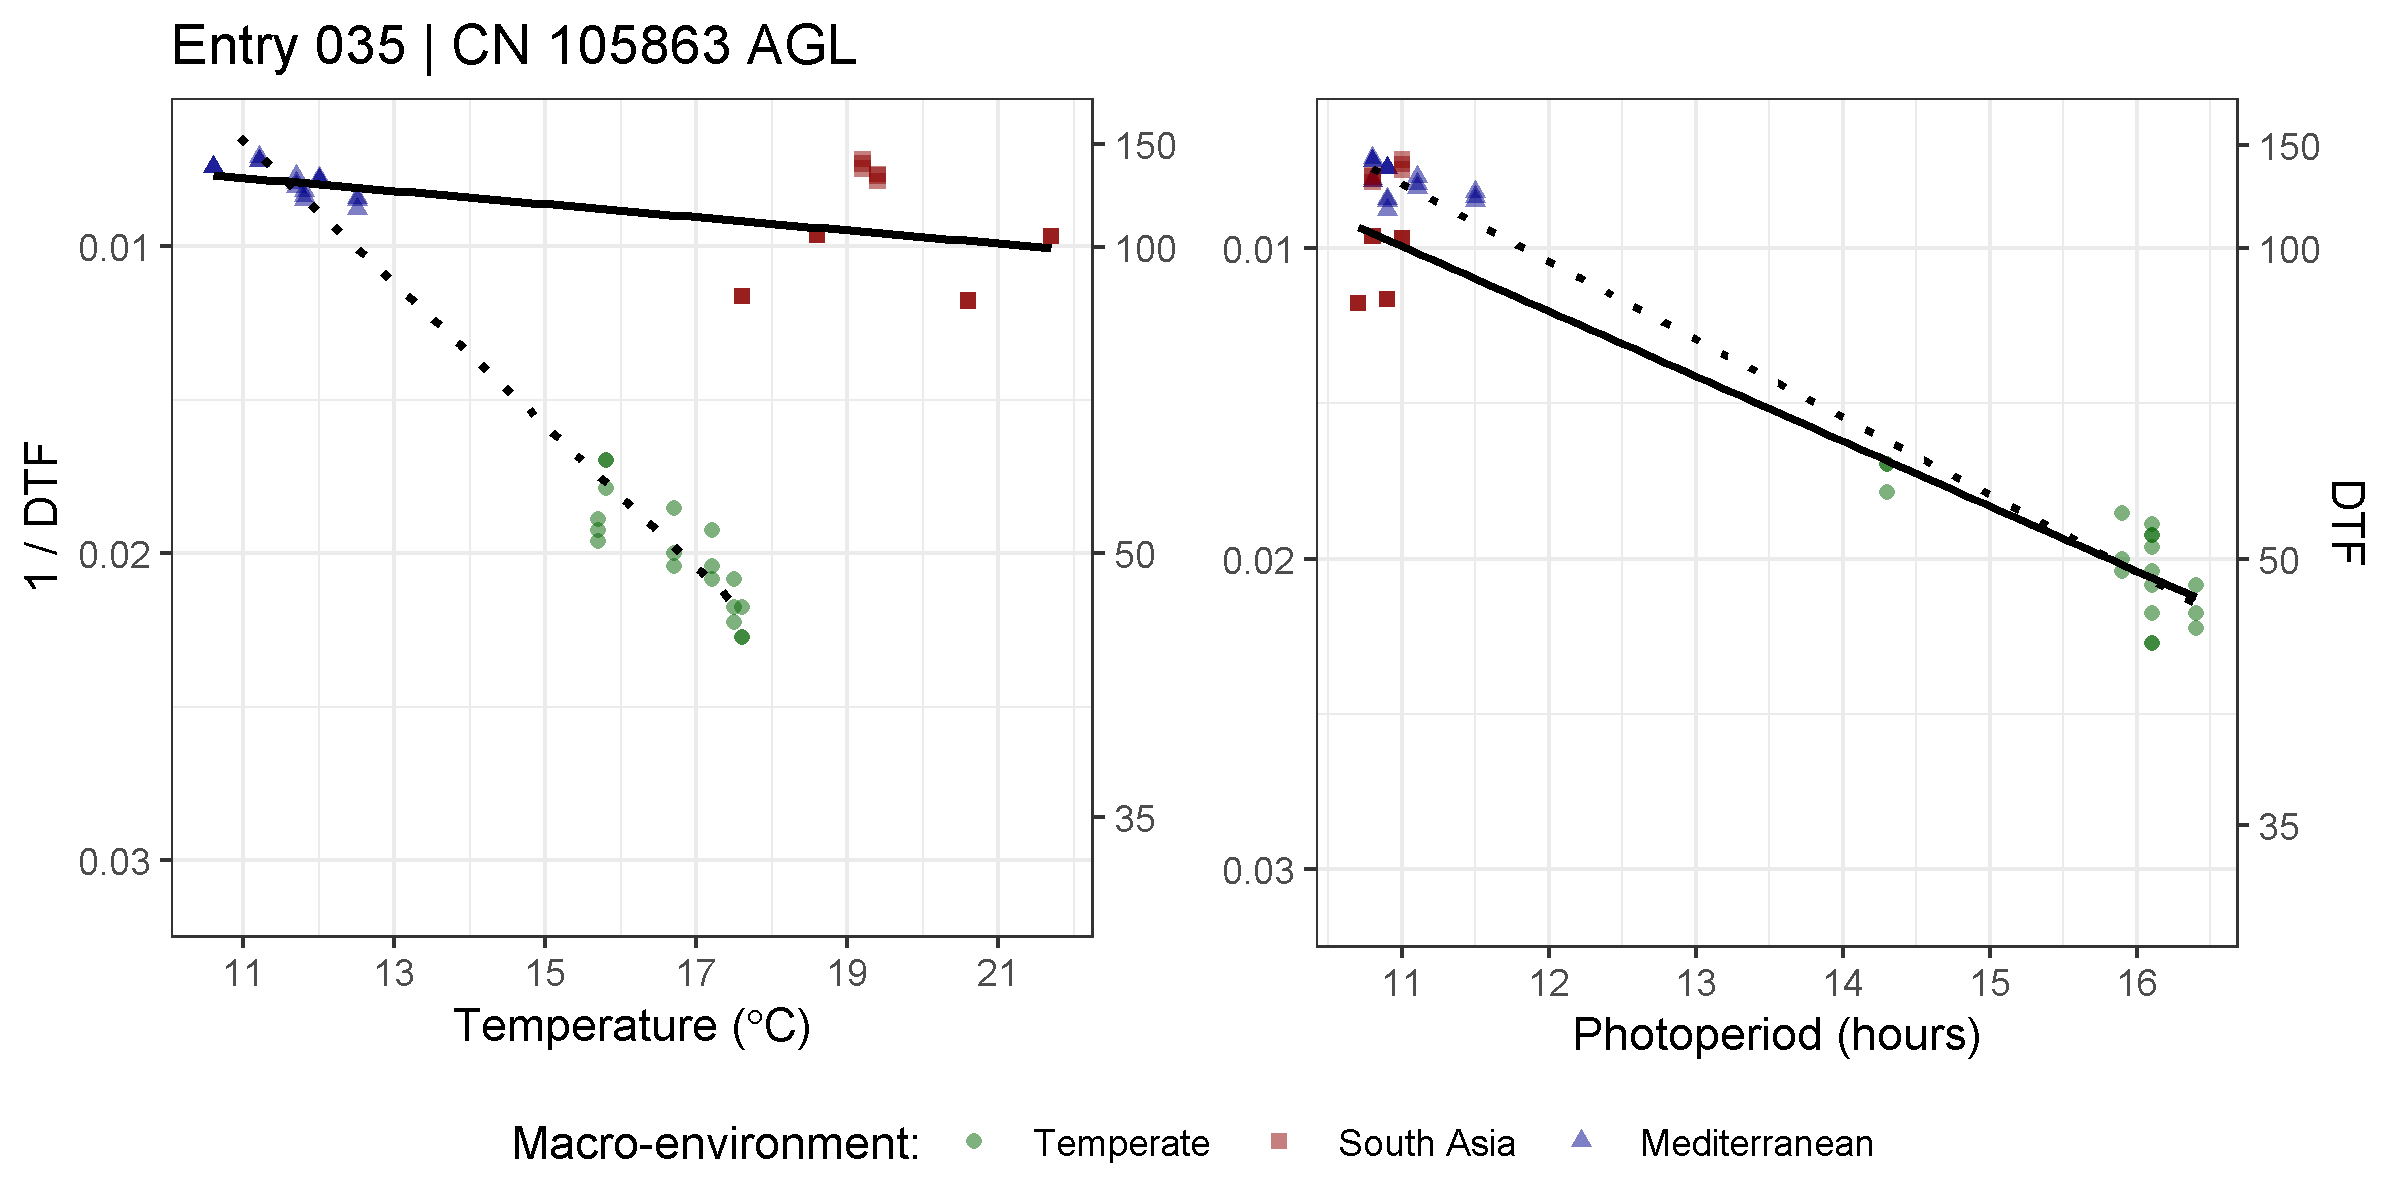 Entry 035 | CN 105863 AGL
1 / DTF
0.01
0.02
0.03
150
100
50
35
11 13 15 17 19 21
Temperature (°C)
0.01
0.02
0.03
150
100
50
35
DTF
11 12 13 14 15 16
Photoperiod (hours)
Macro-environment: Temperate South Asia Mediterranean